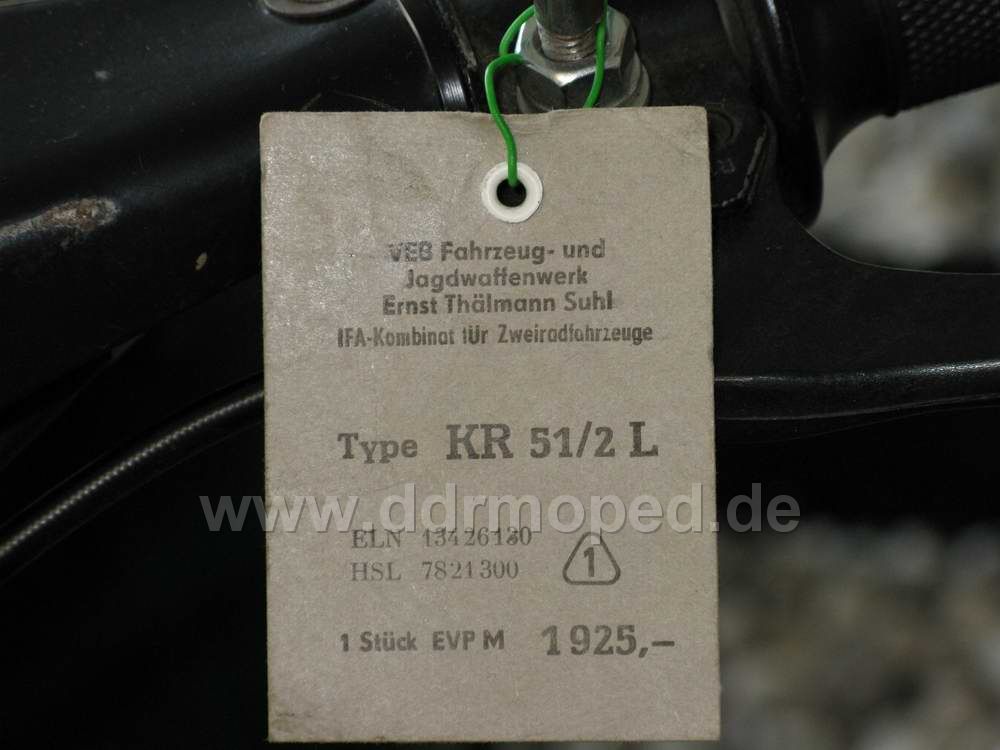 VEB Fahrzeug- und
Jagdwaffenwerk
Ernst Thälmann Suhl
IFA-Kombinat für Zweiradfahrzeuge
Type KR 51/2 L
www.ddrmoped.de
ELN 13426130
HSL 7821300
1
1 Stück EVP M 1925,–